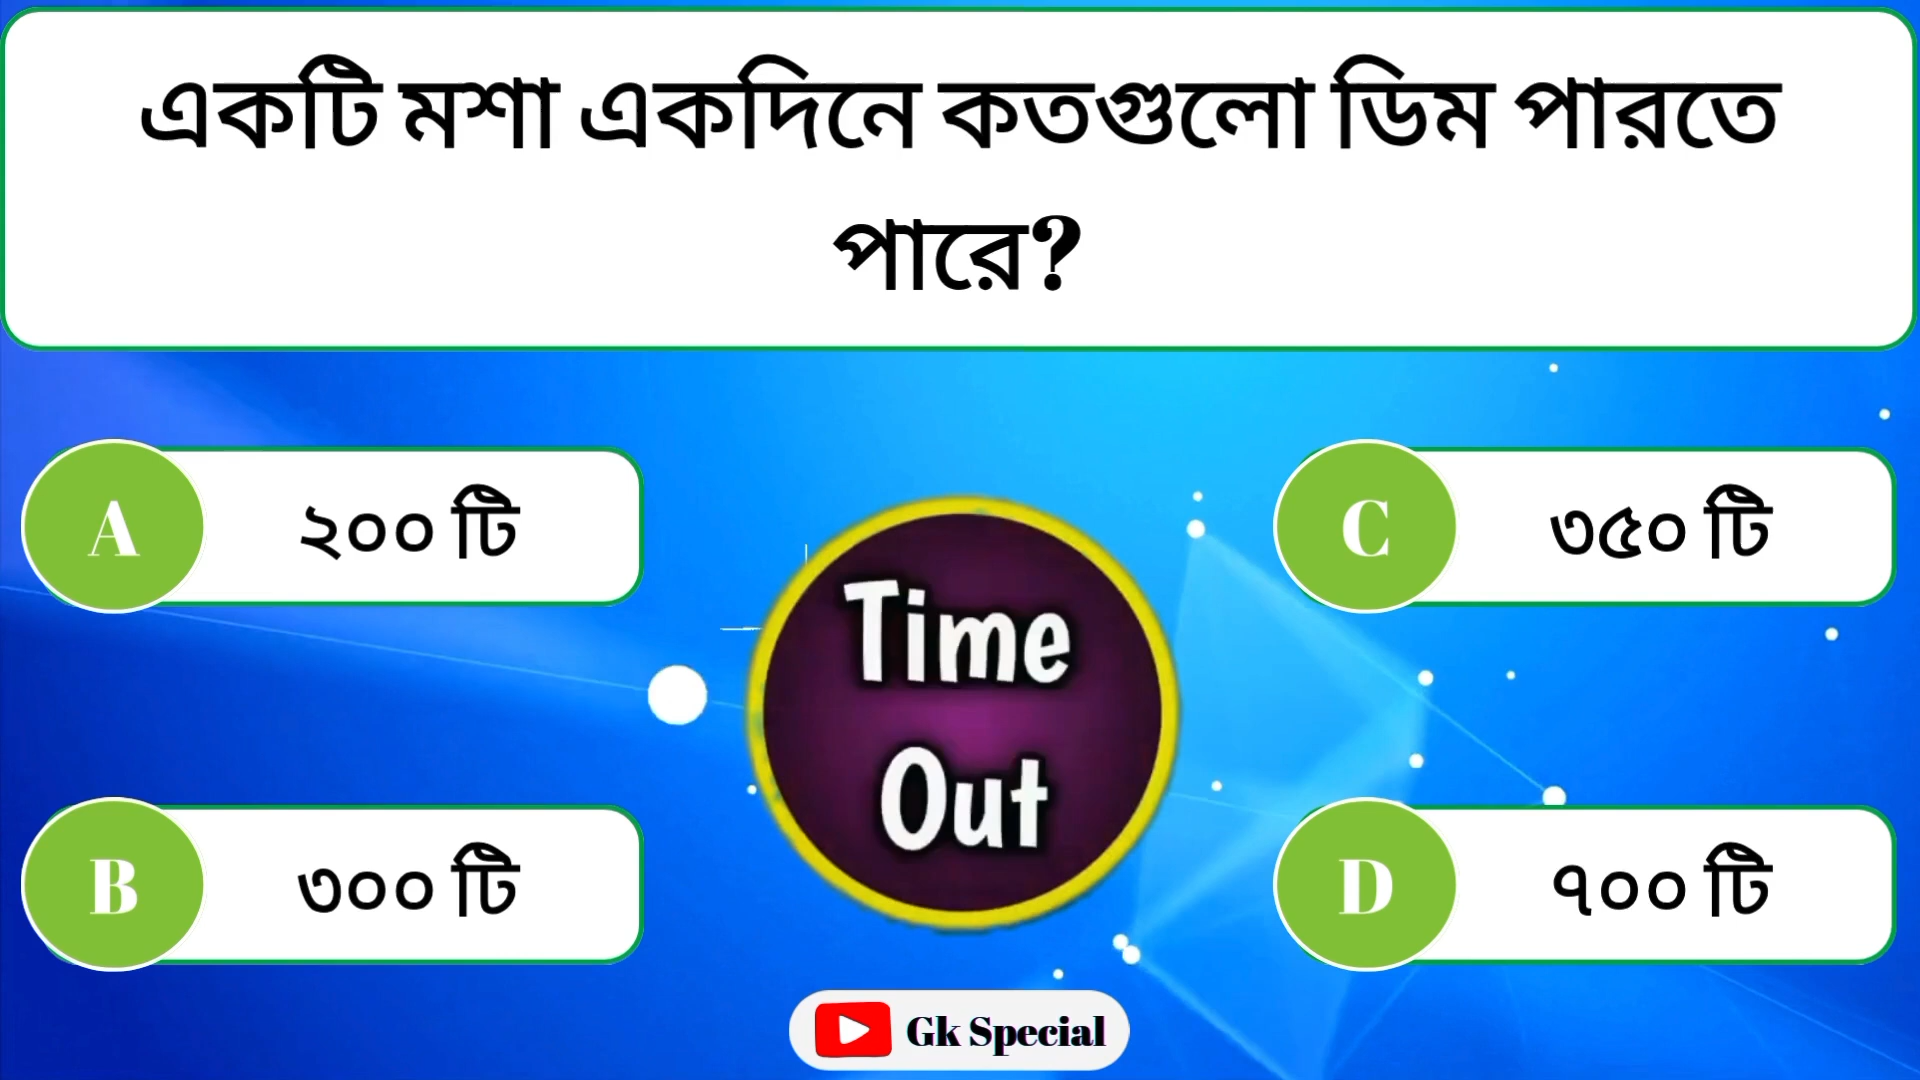 একটি মশা একদিনে কতগুলো ডিম পারতে
পারে?
A
২০০ টি
C
৩৫০ টি
Time
Out
B
৩০০ টি
D
৭০০ টি
Gk Special